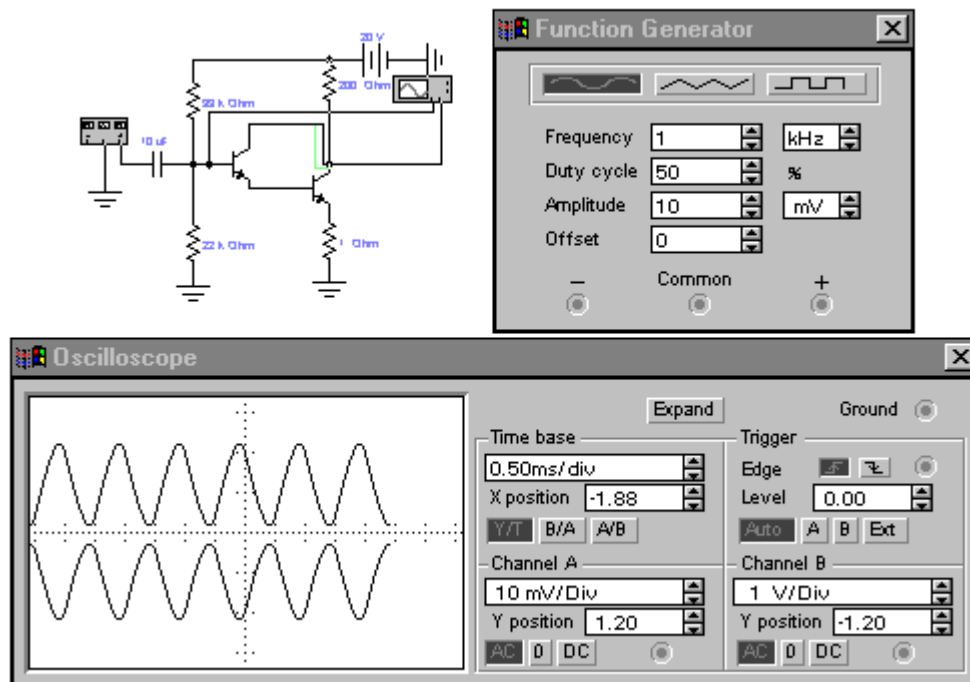 20 V
200 Ohm
k Ohm
10 uF
22 k Ohm
1 Ohm
Function Generator
Frequency 1 kHz
Duty cycle 50 %
Amplitude 10 mV
Offset 0
− Common +
Oscilloscope
Expand Ground
Time base
0.50ms/div
X position -1.88
Y/T B/A A/B
Trigger
Edge
Level 0.00
Auto A B Ext
Channel A
10 mV/Div
Y position 1.20
AC 0 DC
Channel B
1 V/Div
Y position -1.20
AC 0 DC